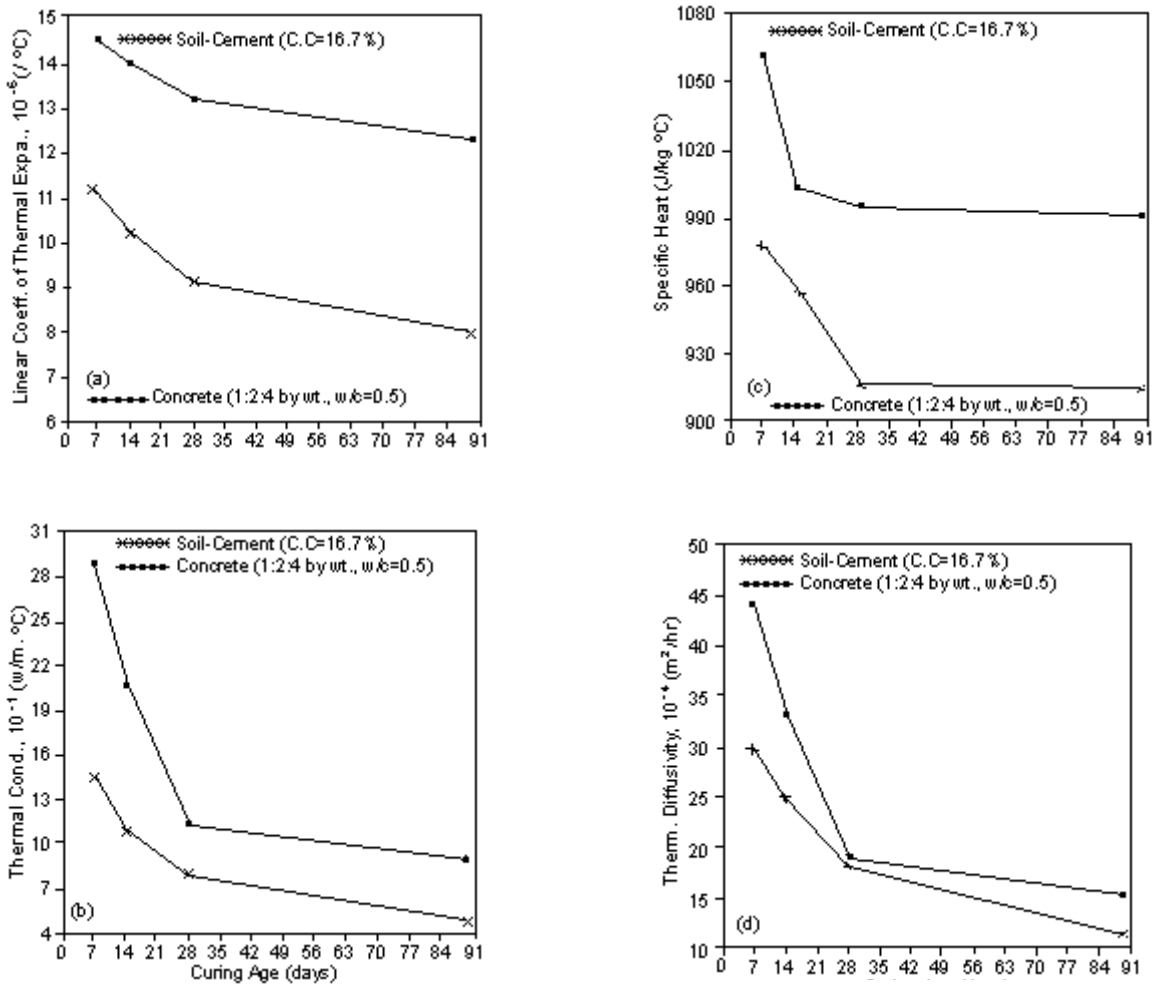 Linear Coeff. of Thermal Expa., 10⁻⁶ (/ ºC)
15
14
13
12
11
10
9
8
7
6
Soil-Cement (C.C=16.7%)
(a)
Concrete (1:2:4 by wt., w/c=0.5)
0 7 14 21 28 35 42 49 56 63 70 77 84 91
Specific Heat (J/kg ºC)
1080
1050
1020
990
960
930
900
Soil-Cement (C.C=16.7%)
(c)
Concrete (1:2:4 by wt., w/c=0.5)
0 7 14 21 28 35 42 49 56 63 70 77 84 91
Thermal Cond., 10⁻¹ (w/m. ºC)
31
28
25
22
29
16
13
10
7
4
Soil-Cement (C.C=16.7%)
Concrete (1:2:4 by wt., w/c=0.5)
(b)
0 7 14 21 28 35 42 49 56 63 70 77 84 91
Curing Age (days)
Therm. Diffusivity, 10⁻⁴ (m²/hr)
50
45
40
35
30
25
20
15
10
Soil-Cement (C.C=16.7%)
Concrete (1:2:4 by wt., w/c=0.5)
(d)
0 7 14 21 28 35 42 49 56 63 70 77 84 91